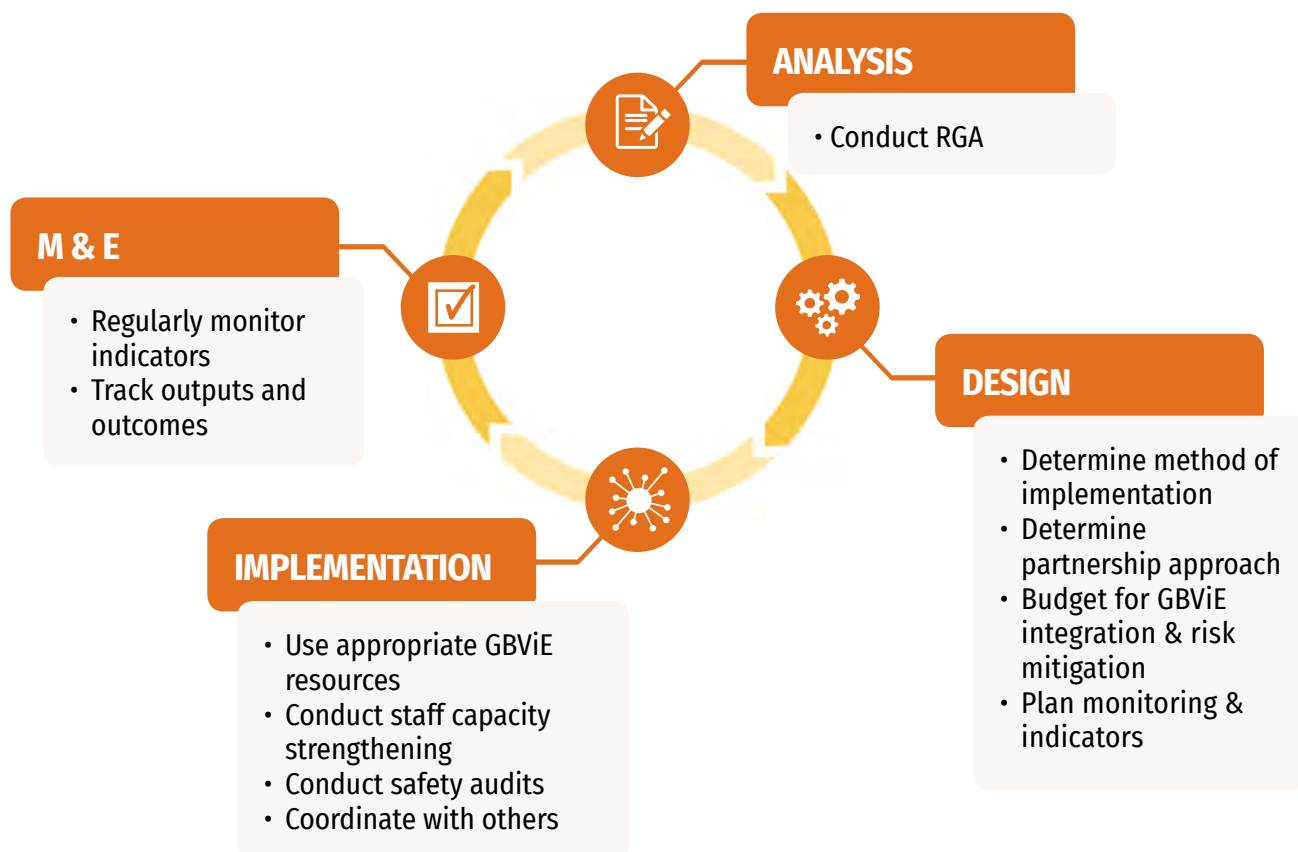 ANALYSIS
• Conduct RGA
DESIGN
• Determine method of
implementation
• Determine
partnership approach
• Budget for GBViE
integration & risk
mitigation
• Plan monitoring &
indicators
IMPLEMENTATION
• Use appropriate GBViE
resources
• Conduct staff capacity
strengthening
• Conduct safety audits
• Coordinate with others
M & E
• Regularly monitor
indicators
• Track outputs and
outcomes